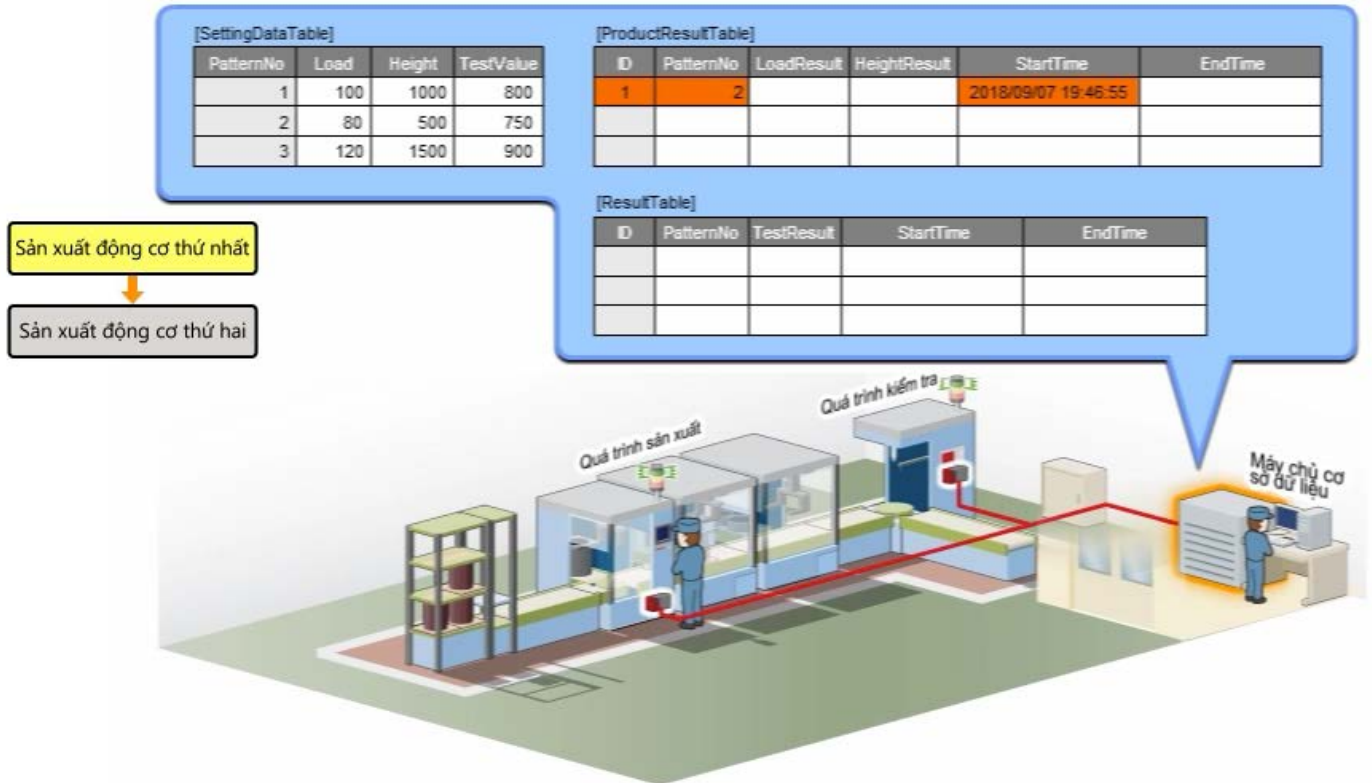 [SettingDataTable]
PatternNo Load Height TestValue
1 100 1000 800
2 80 500 750
3 120 1500 900
[ProductResultTable]
ID PatternNo LoadResult HeightResult StartTime EndTime
1 2 2018/09/07 19:46:55
[ResultTable]
ID PatternNo TestResult StartTime EndTime
Sản xuất động cơ thứ nhất
Sản xuất động cơ thứ hai
Quá trình sản xuất
Quá trình kiểm tra
Máy chủ cơ
sở dữ liệu